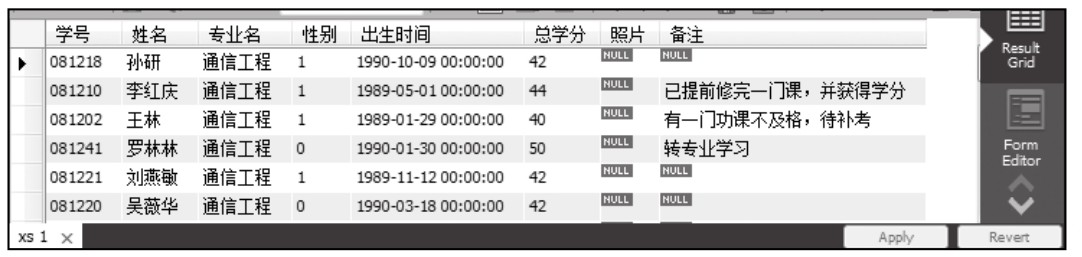 学号 姓名 专业名 性别 出生时间 总学分 照片 备注
081218 孙研 通信工程 1 1990-10-09 00:00:00 42 NULL NULL
081210 李红庆 通信工程 1 1989-05-01 00:00:00 44 NULL 已提前修完一门课，并获得学分
081202 王林 通信工程 1 1989-01-29 00:00:00 40 NULL 有一门功课不及格，待补考
081241 罗林林 通信工程 0 1990-01-30 00:00:00 50 NULL 转专业学习
081221 刘燕敏 通信工程 1 1989-11-12 00:00:00 42 NULL NULL
081220 吴薇华 通信工程 0 1990-03-18 00:00:00 42 NULL NULL
Result
Grid
Form
Editor
xs 1 × Apply Revert